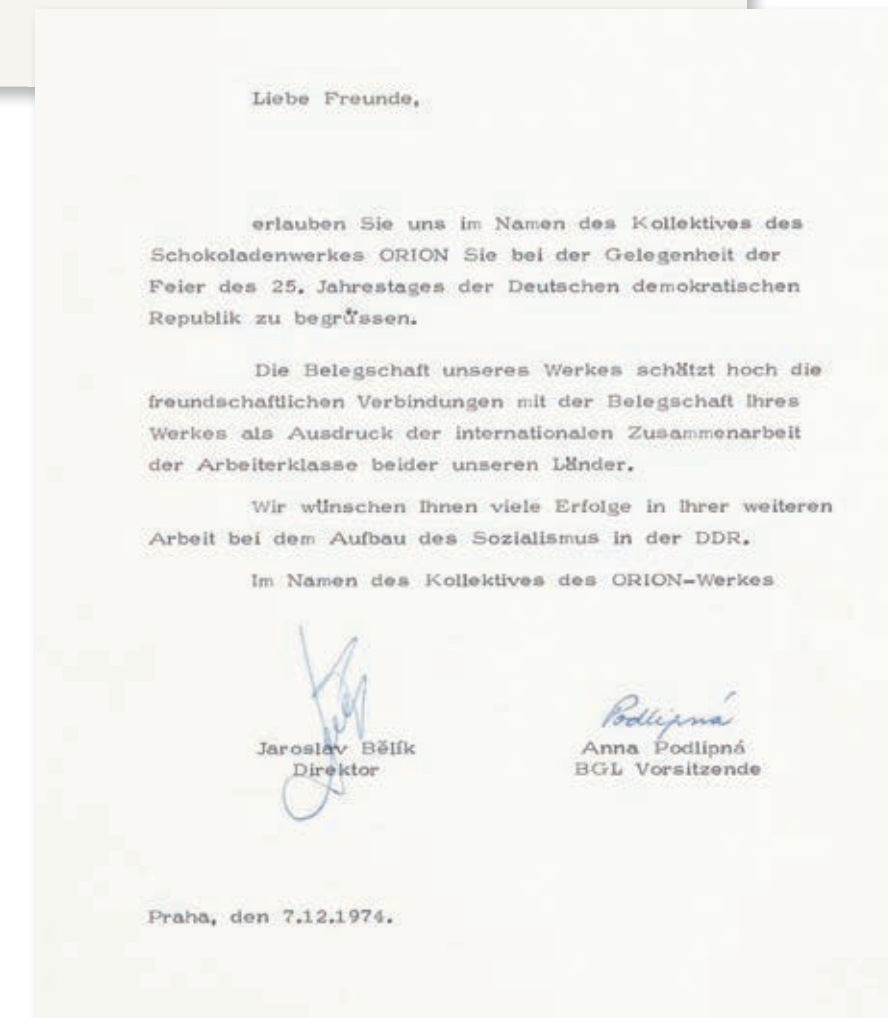 Liebe Freunde,
erlauben Sie uns im Namen des Kollektives des
Schokoladenwerkes ORION Sie bei der Gelegenheit der
Feier des 25. Jahrestages der Deutschen demokratischen
Republik zu begrüssen.
Die Belegschaft unseres Werkes schätzt hoch die
freundschaftlichen Verbindungen mit der Belegschaft Ihres
Werkes als Ausdruck der internationalen Zusammenarbeit
der Arbeiterklasse beider unseren Länder.
Wir wünschen Ihnen viele Erfolge in Ihrer weiteren
Arbeit bei dem Aufbau des Sozialismus in der DDR.
Im Namen des Kollektives des ORION-Werkes
Podlipná
Jaroslav Bělík Anna Podlipná
Direktor BGL Vorsitzende
Praha, den 7.12.1974.